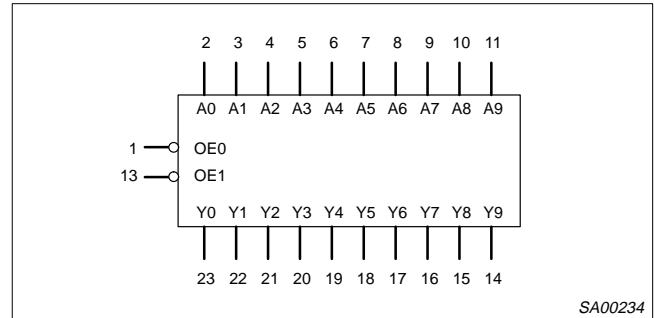 2 3 4 5 6 7 8 9 10 11
A0 A1 A2 A3 A4 A5 A6 A7 A8 A9
1 OE0
13 OE1
Y0 Y1 Y2 Y3 Y4 Y5 Y6 Y7 Y8 Y9
23 22 21 20 19 18 17 16 15 14
SA00234